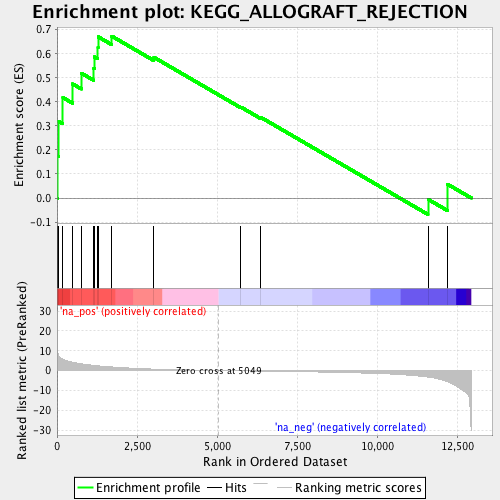 Enrichment plot: KEGG_ALLOGRAFT_REJECTION
Enrichment score (ES)
0.7
0.6
0.5
0.4
0.3
0.2
0.1
0.0
-0.1
'na_pos' (positively correlated)
Ranked list metric (PreRanked)
30
20
10
0
-10
-20
-30
Zero cross at 5049
'na_neg' (negatively correlated)
0
2,500
5,000
7,500
10,000
12,500
Rank in Ordered Dataset
Enrichment profile
Hits
Ranking metric scores